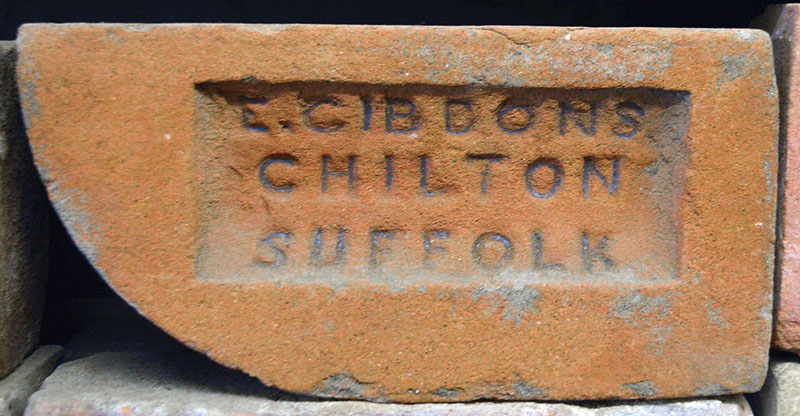 E. GIBBONS
CHILTON
SUFFOLK